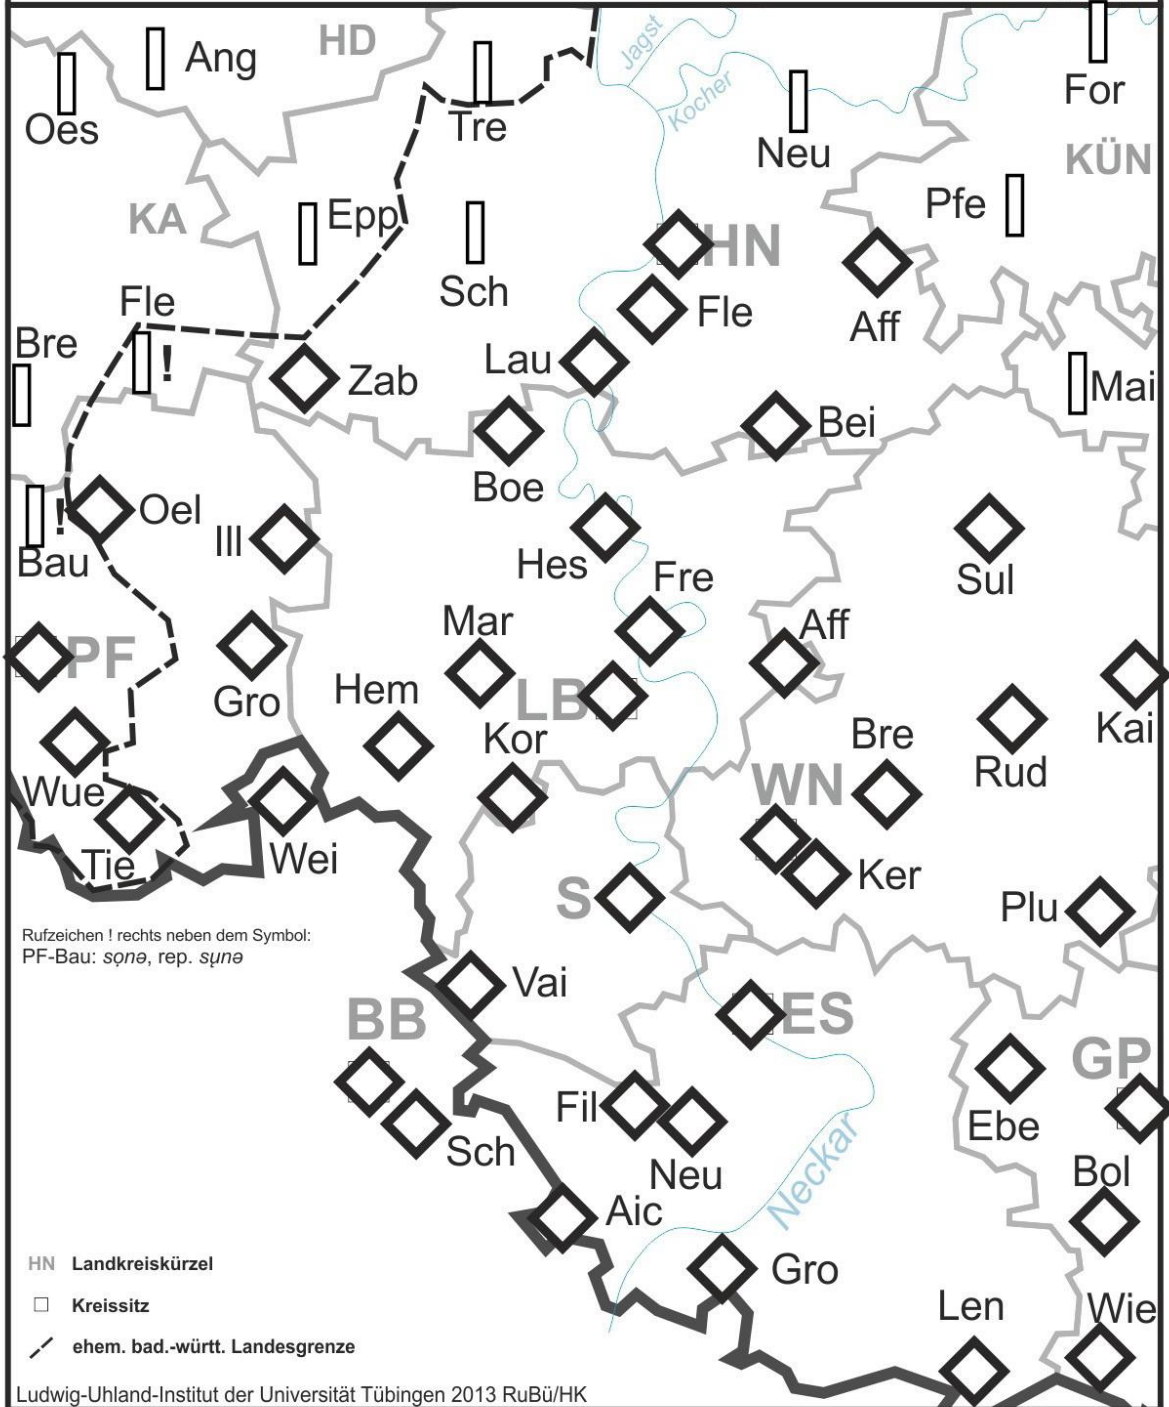 HD
Ang
Oes
Tre
Jagst
Kocher
Neu
For
KÜN
KA
Epp
Pfe
Sch
HN
Fle
Aff
Fle
Bre
!
Lau
Zab
Mai
Bei
Boe
Oel
!
Bau
Ill
Hes
Fre
Sul
Mar
Aff
PF
Gro
Hem
LB
Kor
Bre
Rud
Kai
Wue
WN
Tie
Wei
Ker
S
Plu
Rufzeichen ! rechts neben dem Symbol:
PF-Bau: sǫnə, rep. sųnə
Vai
BB
ES
GP
Fil
Ebe
Sch
Neu
Neckar
Bol
Aic
Gro
Len
Wie
HN Landkreiskürzel
Kreissitz
ehem. bad.-württ. Landesgrenze
Ludwig-Uhland-Institut der Universität Tübingen 2013 RuBü/HK